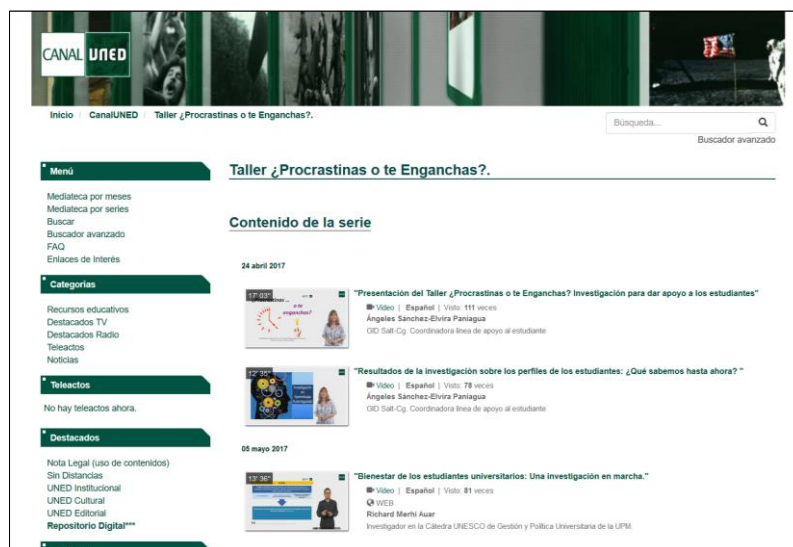 CANAL UNED
Inicio / CanalUNED / Taller ¿Procrastinas o te Enganchas?.
Búsqueda...
Buscador avanzado
Menú
Mediateca por meses
Mediateca por series
Buscar
Buscador avanzado
FAQ
Enlaces de Interés
Categorías
Recursos educativos
Destacados TV
Destacados Radio
Teleactos
Noticias
Teleactos
No hay teleactos ahora.
Destacados
Nota Legal (uso de contenidos)
Sin Distancias
UNED Institucional
UNED Cultural
UNED Editorial
Repositorio Digital***
Taller ¿Procrastinas o te Enganchas?.
Contenido de la serie
24 abril 2017
17' 03''
o te
enganchas?
"Presentación del Taller ¿Procrastinas o te Enganchas? Investigación para dar apoyo a los estudiantes"
Vídeo | Español | Visto: 111 veces
Ángeles Sánchez-Elvira Paniagua
GID Salt-Cg. Coordinadora línea de apoyo al estudiante
12' 35''
"Resultados de la investigación sobre los perfiles de los estudiantes: ¿Qué sabemos hasta ahora? "
Vídeo | Español | Visto: 78 veces
Ángeles Sánchez-Elvira Paniagua
GID Salt-Cg. Coordinadora línea de apoyo al estudiante
05 mayo 2017
13' 36''
"Bienestar de los estudiantes universitarios: Una investigación en marcha."
Vídeo | Español | Visto: 81 veces
WEB
Richard Merhi Auar
Investigador en la Cátedra UNESCO de Gestión y Política Universitaria de la UPM.